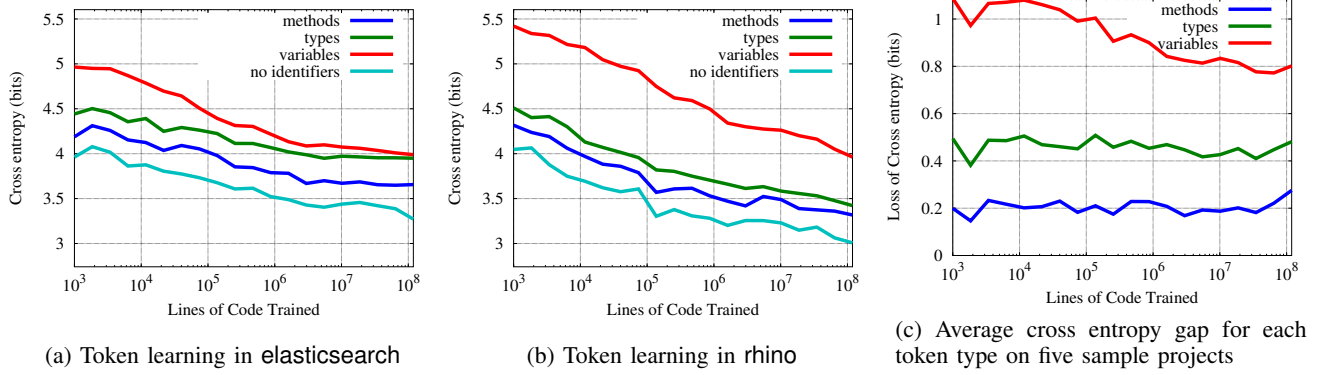 5.5
5
4.5
4
3.5
3
Cross entropy (bits)
methods
types
variables
no identifiers
10^3 10^4 10^5 10^6 10^7 10^8
Lines of Code Trained
(a) Token learning in elasticsearch
5.5
5
4.5
4
3.5
3
Cross entropy (bits)
methods
types
variables
no identifiers
10^3 10^4 10^5 10^6 10^7 10^8
Lines of Code Trained
(b) Token learning in rhino
1
0.8
0.6
0.4
0.2
0
Loss of Cross entropy (bits)
methods
types
variables
10^3 10^4 10^5 10^6 10^7 10^8
Lines of Code Trained
(c) Average cross entropy gap for each
token type on five sample projects